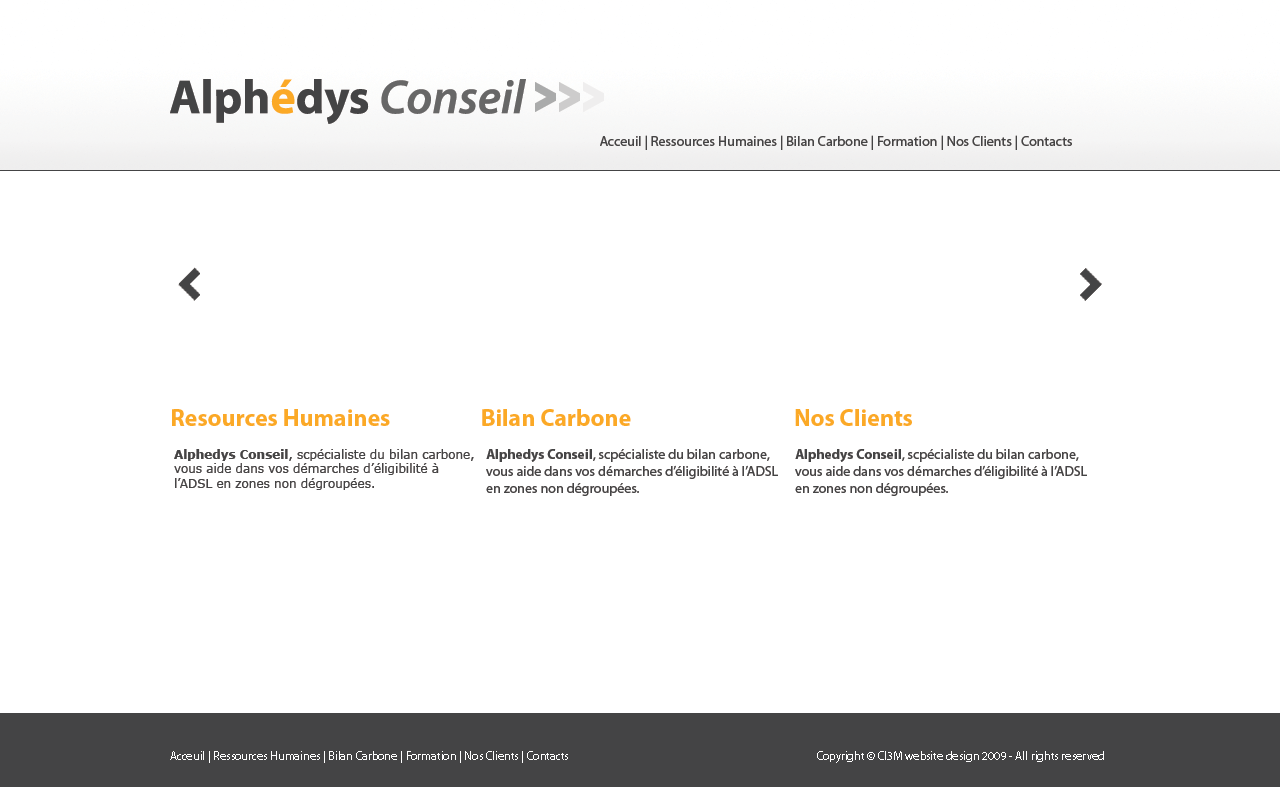 Alphédys Conseil >>>
Acceuil | Ressources Humaines | Bilan Carbone | Formation | Nos Clients | Contacts
Resources Humaines
Alphedys Conseil, scpécialiste du bilan carbone,
vous aide dans vos démarches d'éligibilité à
l'ADSL en zones non dégroupées.
Bilan Carbone
Alphedys Conseil, scpécialiste du bilan carbone,
vous aide dans vos démarches d'éligibilité à l'ADSL
en zones non dégroupées.
Nos Clients
Alphedys Conseil, scpécialiste du bilan carbone,
vous aide dans vos démarches d'éligibilité à l'ADSL
en zones non dégroupées.
Acceuil | Ressources Humaines | Bilan Carbone | Formation | Nos Clients | Contacts
Copyright © CI3M website design 2009 - All rights reserved